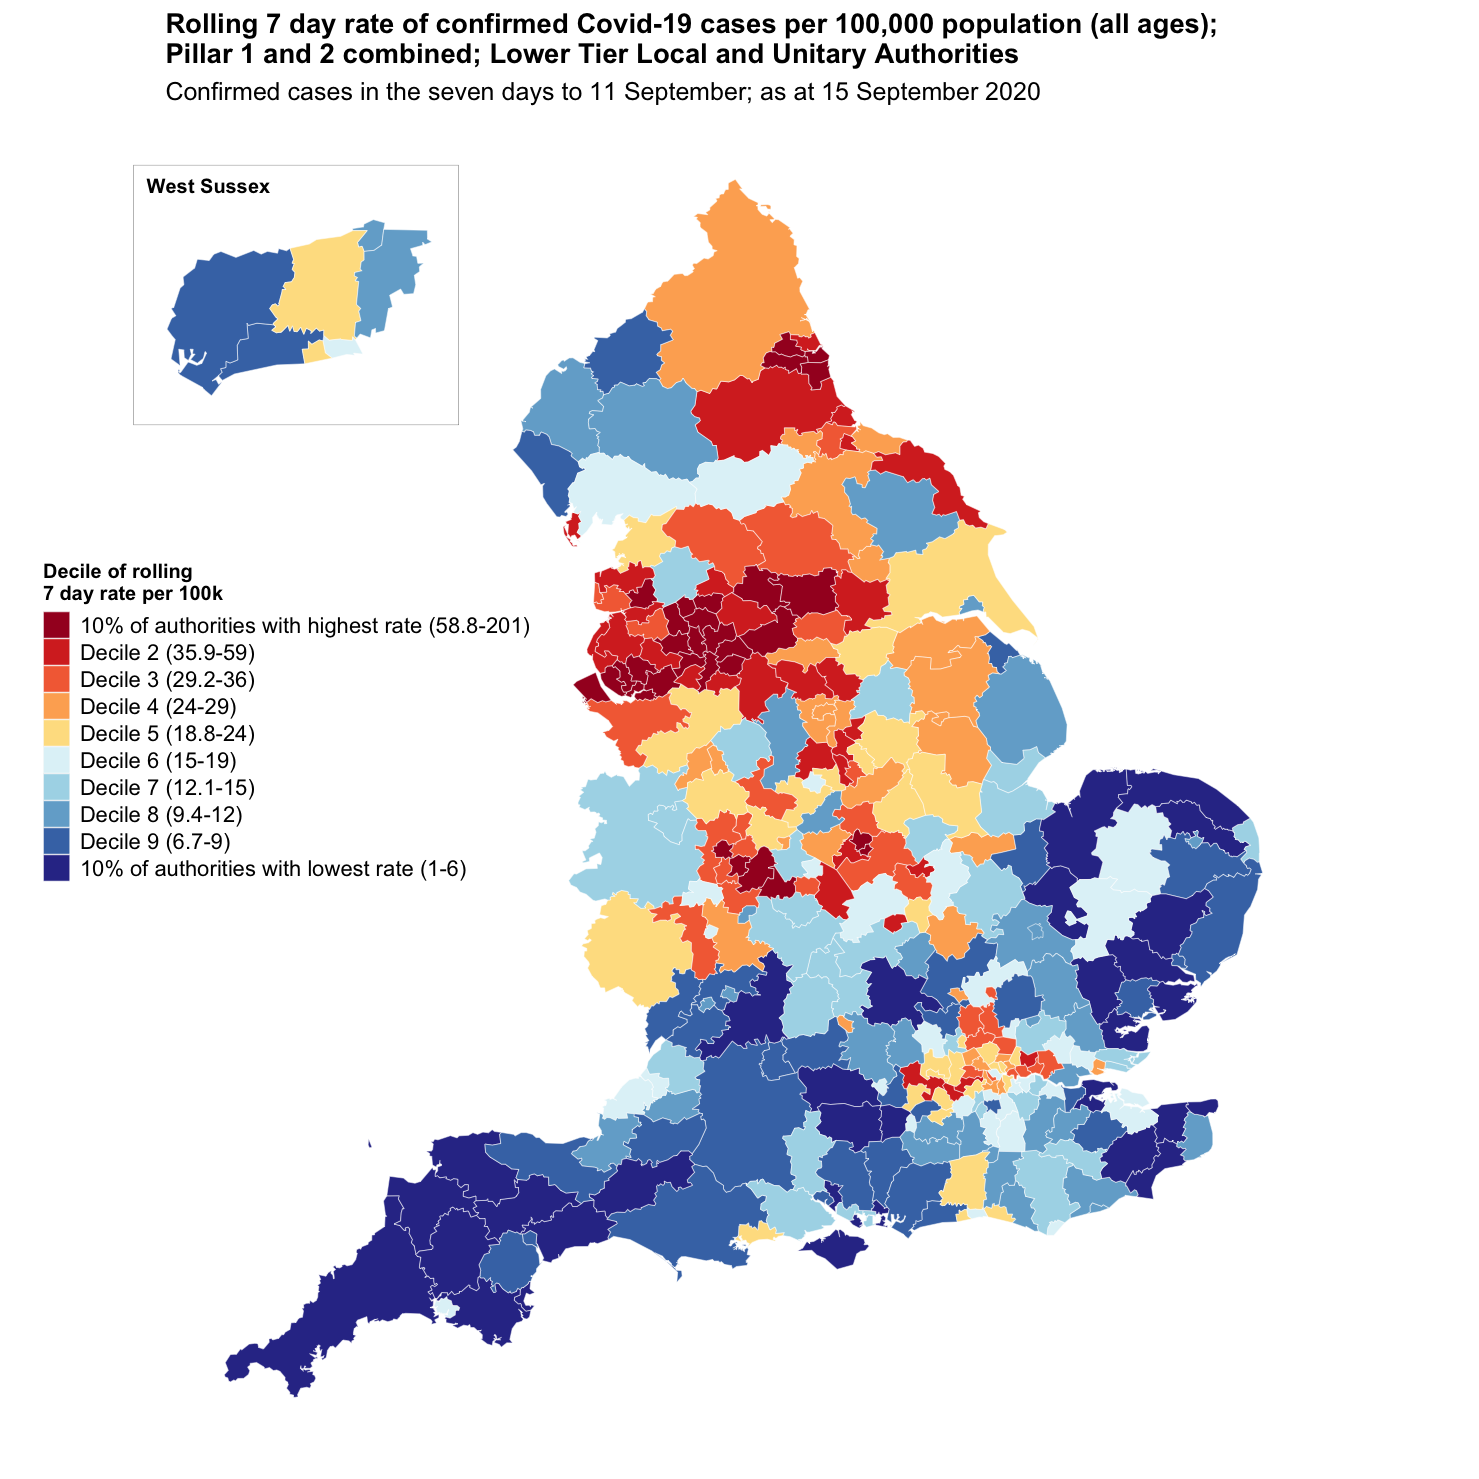 Rolling 7 day rate of confirmed Covid-19 cases per 100,000 population (all ages);
Pillar 1 and 2 combined; Lower Tier Local and Unitary Authorities
Confirmed cases in the seven days to 11 September; as at 15 September 2020
West Sussex
Decile of rolling
7 day rate per 100k
10% of authorities with highest rate (58.8-201)
Decile 2 (35.9-59)
Decile 3 (29.2-36)
Decile 4 (24-29)
Decile 5 (18.8-24)
Decile 6 (15-19)
Decile 7 (12.1-15)
Decile 8 (9.4-12)
Decile 9 (6.7-9)
10% of authorities with lowest rate (1-6)